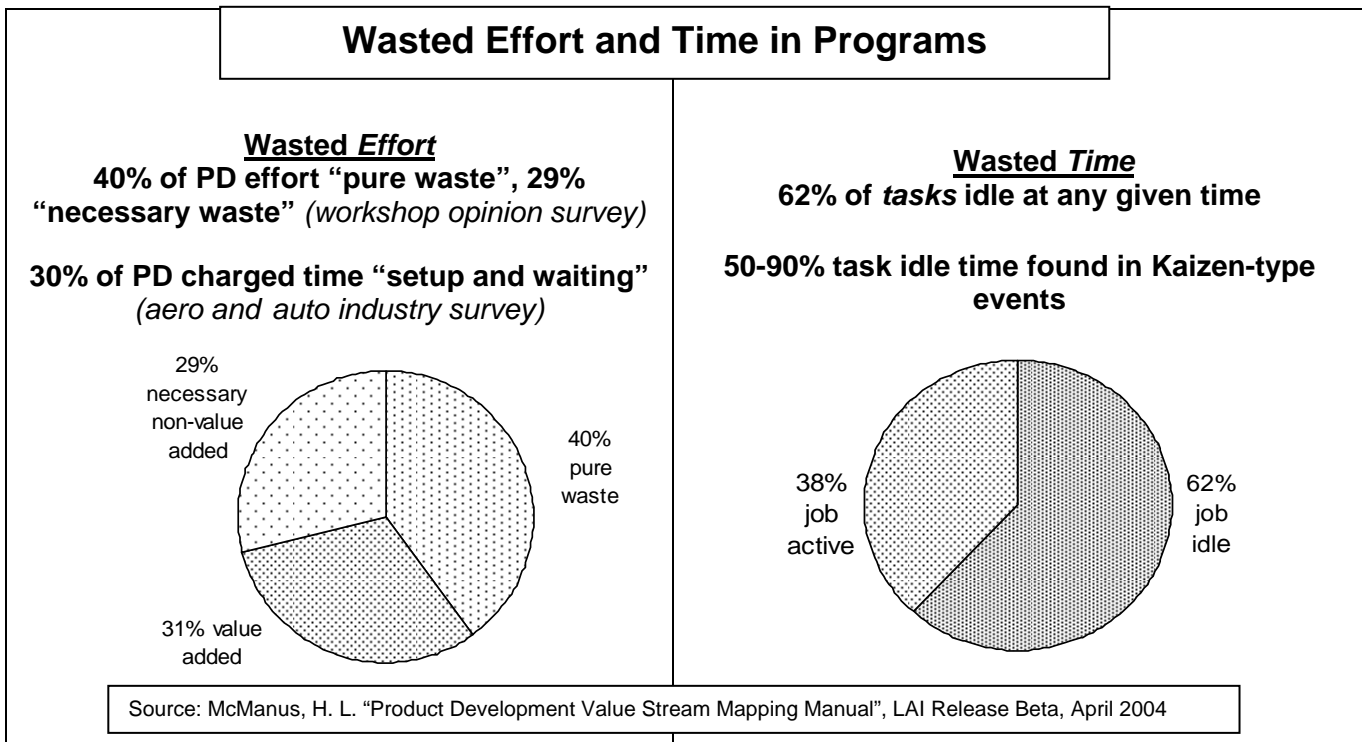 Wasted Effort and Time in Programs
Wasted Effort
40% of PD effort “pure waste”, 29%
“necessary waste” (workshop opinion survey)
30% of PD charged time “setup and waiting”
(aero and auto industry survey)
29%
necessary
non-value
added
40%
pure
waste
31% value
added
Wasted Time
62% of tasks idle at any given time
50-90% task idle time found in Kaizen-type
events
38%
job
active
62%
job
idle
Source: McManus, H. L. “Product Development Value Stream Mapping Manual”, LAI Release Beta, April 2004